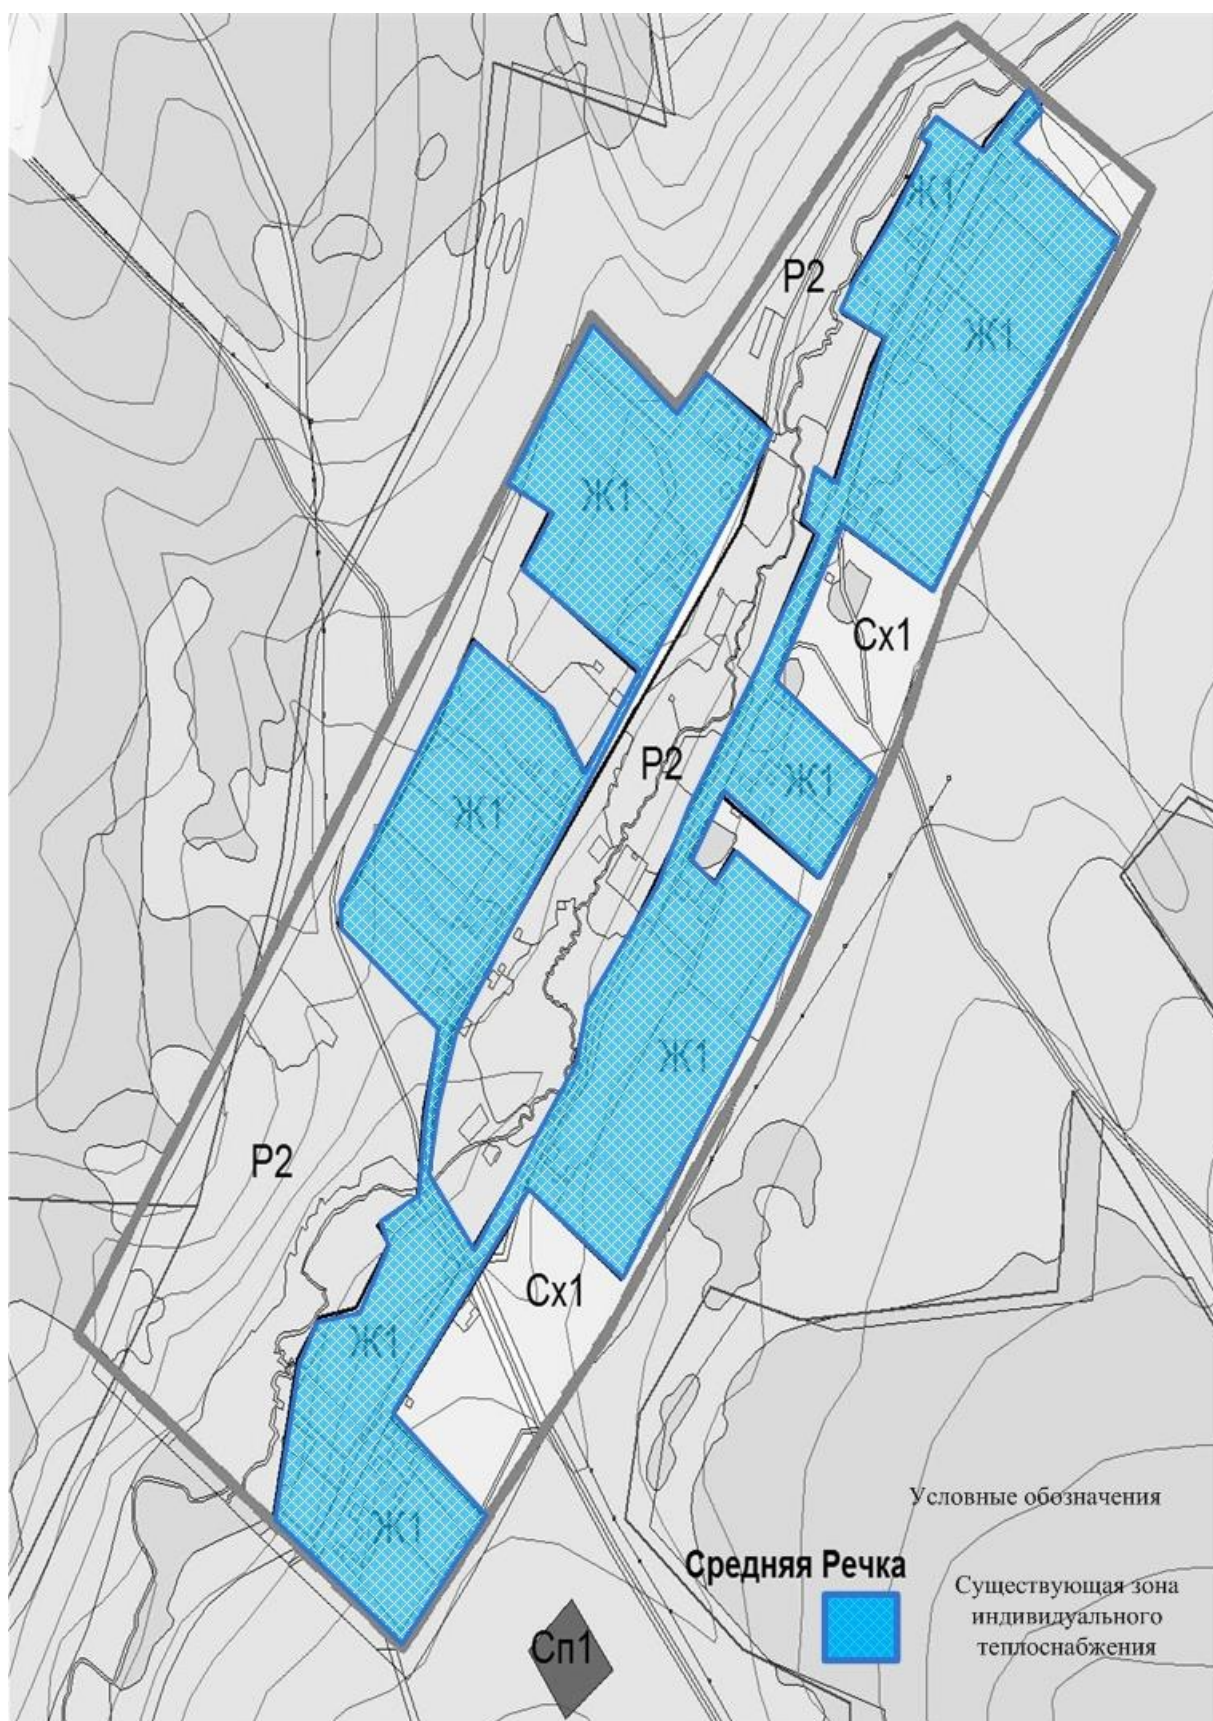 Ж1
Р2
Ж1
Ж1
Сх1
Р2
Ж1
Ж1
Ж1
Р2
Сх1
Ж1
Условные обозначения
Ж1
Средняя Речка
Существующая зона
индивидуального
теплоснабжения
Сп1